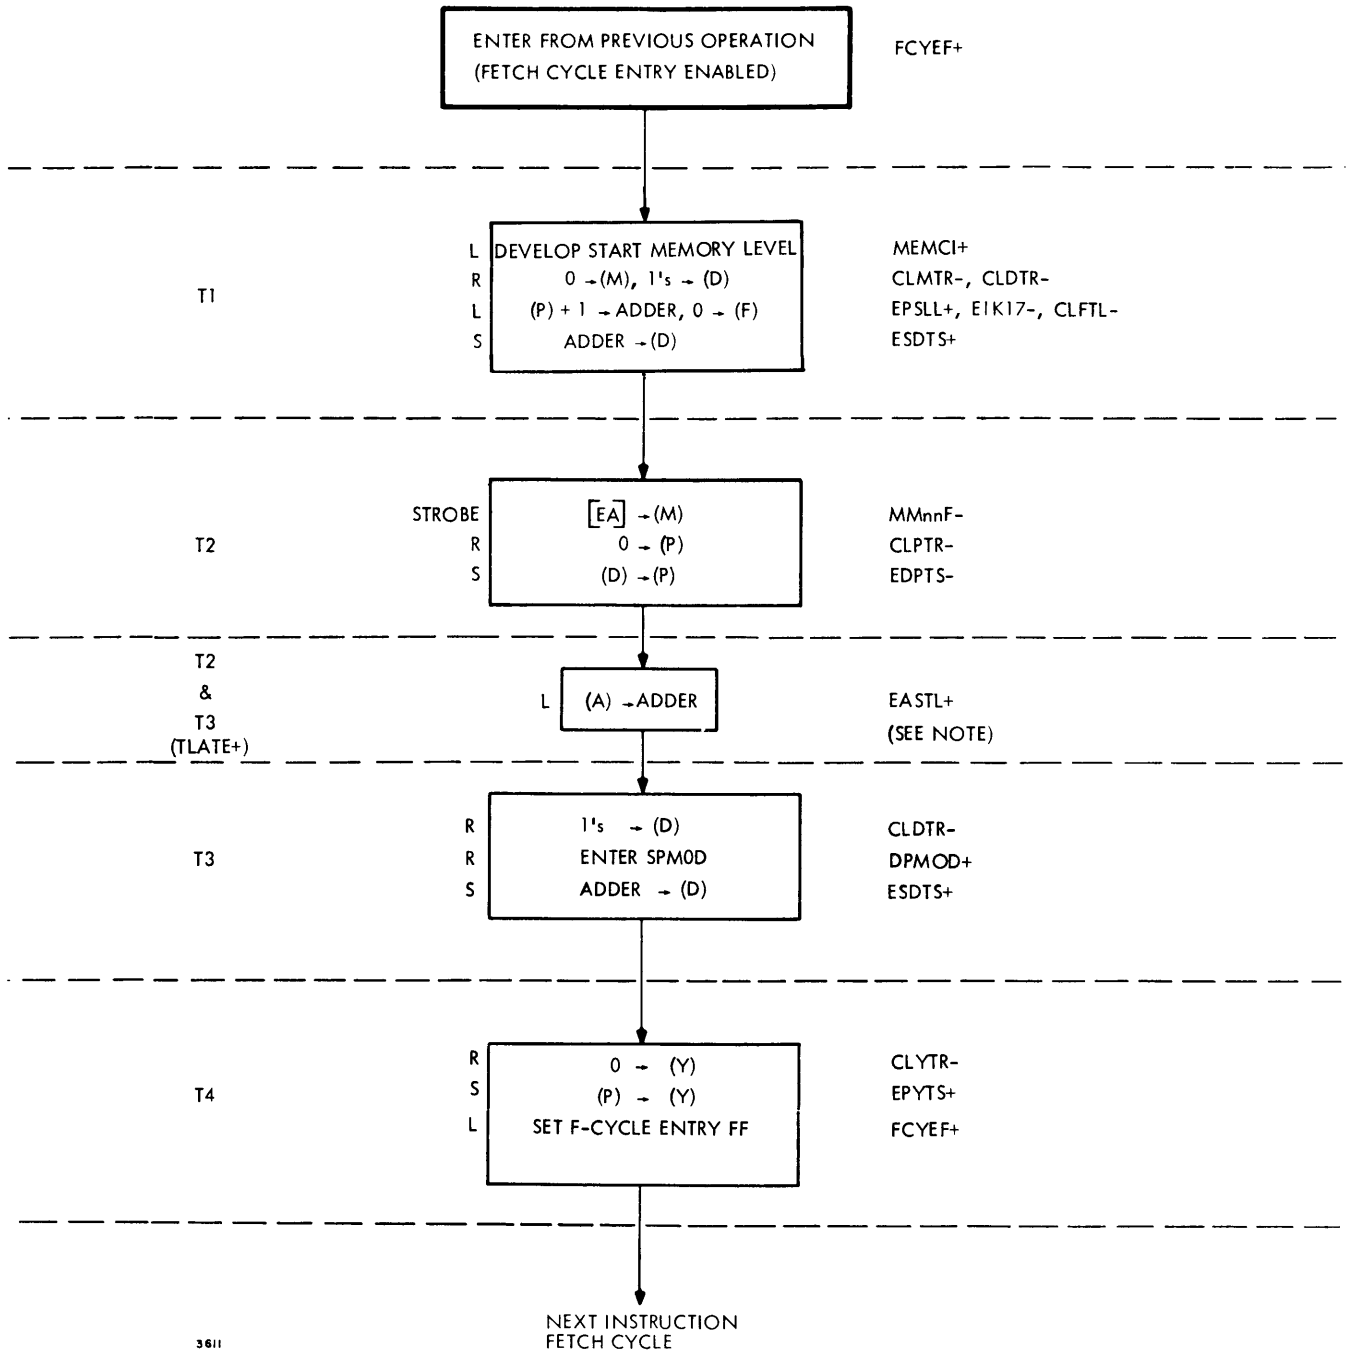 ENTER FROM PREVIOUS OPERATION FCYEF+
(FETCH CYCLE ENTRY ENABLED)
L DEVELOP START MEMORY LEVEL MEMCI+
R 0 → (M), 1's → (D) CLMTR-, CLDTR-
T1
L (P) + 1 → ADDER, 0 → (F) EPSLL+, E1K17-, CLFTL-
S ADDER → (D) ESDTS+
STROBE [EA] → (M) MMnnF-
T2 R 0 → (P) CLPTR-
S (D) → (P) EDPTS-
T2
&
T3
(TLATE+)
L (A) → ADDER EASTL+
(SEE NOTE)
R 1's → (D) CLDTR-
T3 R ENTER SPM0D DPMOD+
S ADDER → (D) ESDTS+
R 0 → (Y) CLYTR-
T4 S (P) → (Y) EPYTS+
L SET F-CYCLE ENTRY FF FCYEF+
NEXT INSTRUCTION
FETCH CYCLE
3611